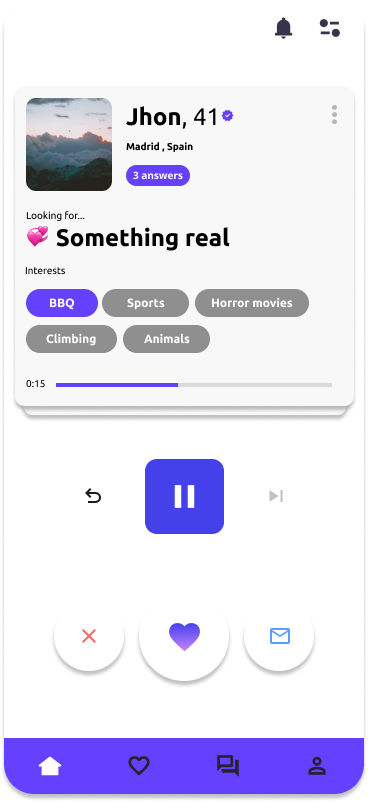 Jhon, 41
Madrid , Spain
3 answers
Looking for...
💞 Something real
Interests
BBQ Sports Horror movies
Climbing Animals
0:15